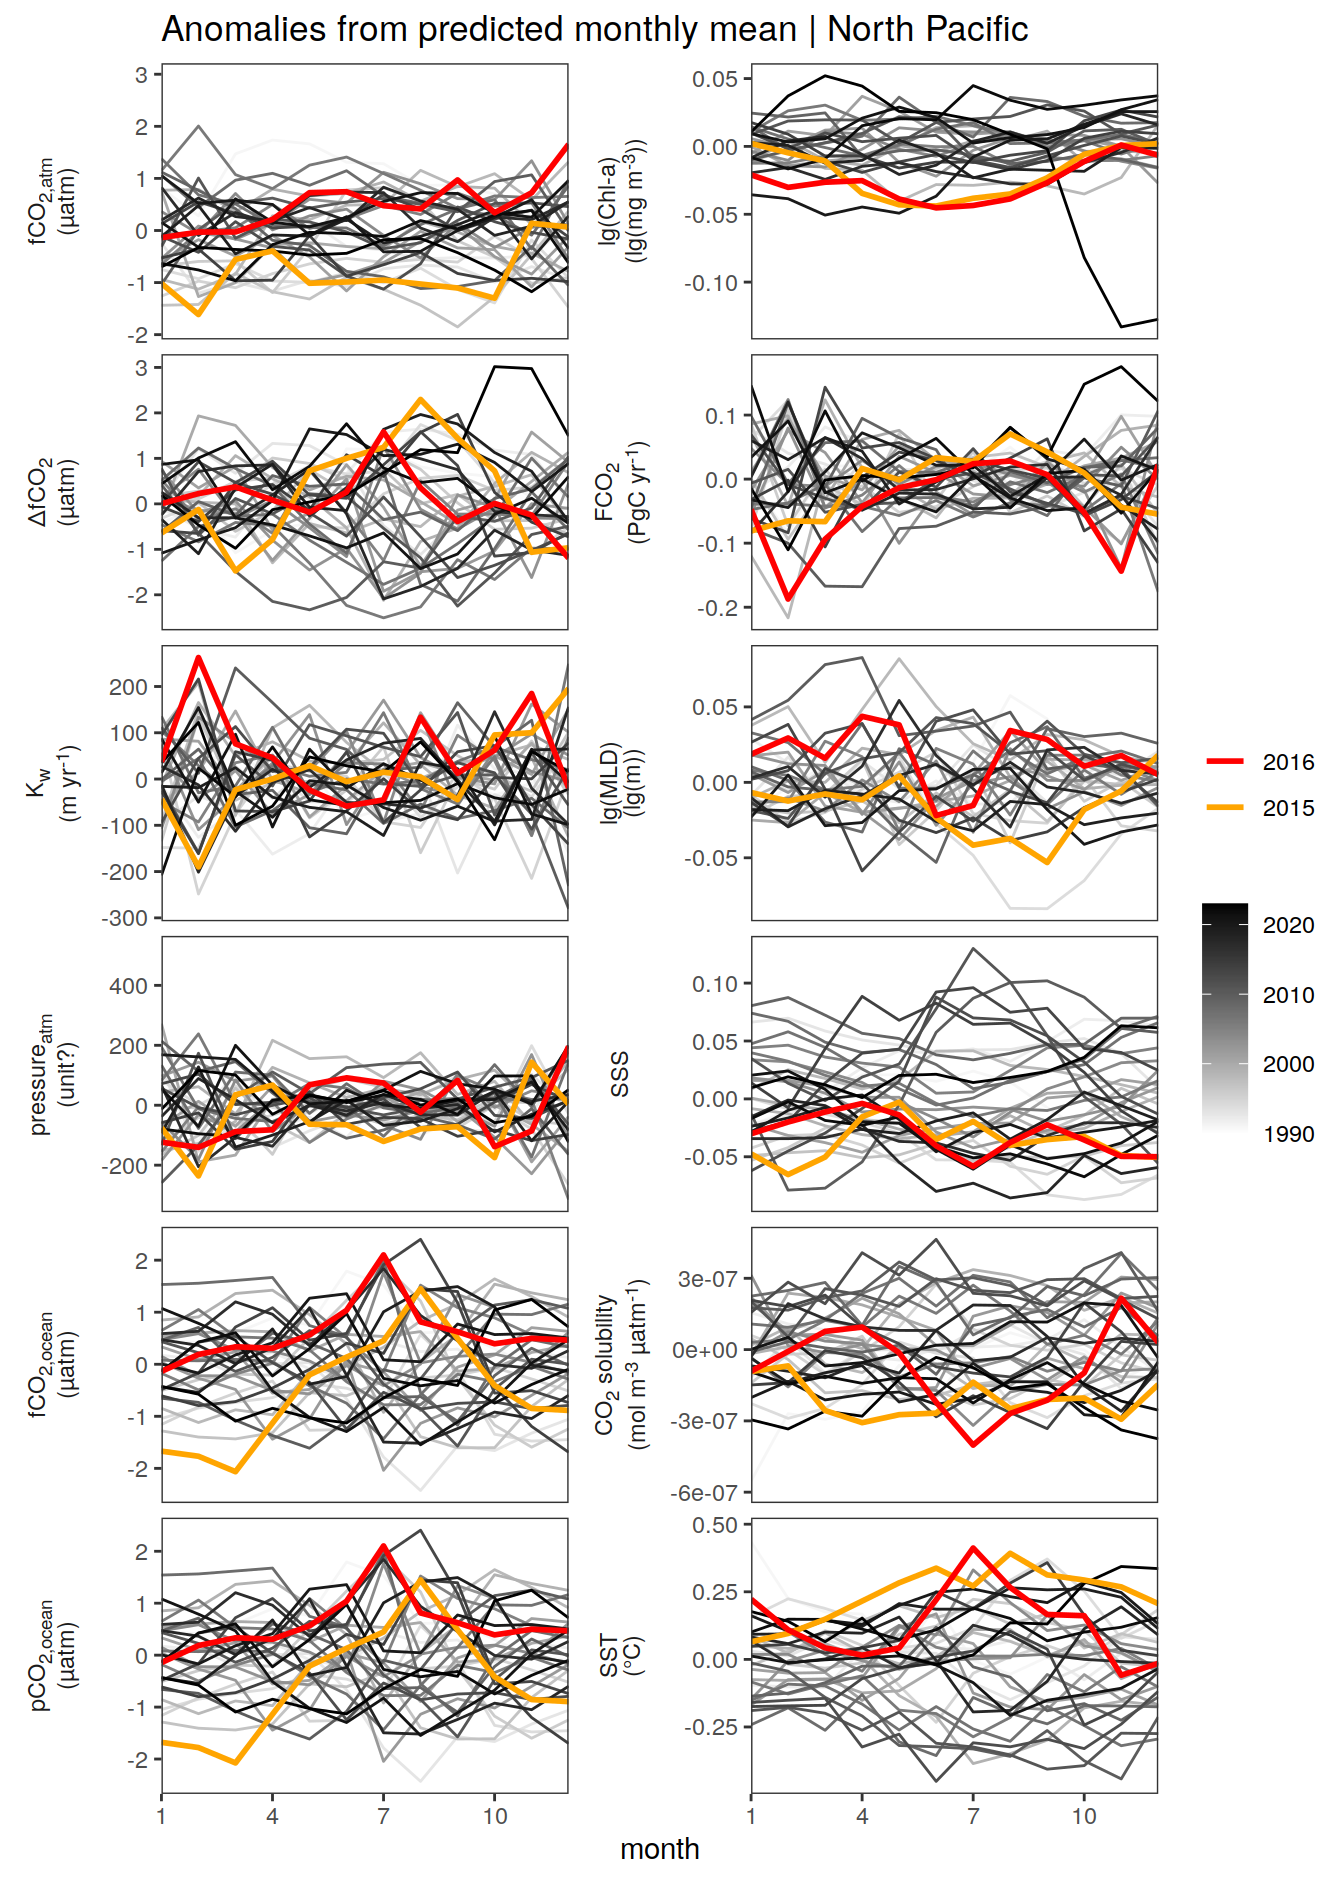 Anomalies from predicted monthly mean | North Pacific
fCO2,atm
(µatm)
3
2
1
0
-1
-2
lg(Chl-a)
(lg(mg m-3))
0.05
0.00
-0.05
-0.10
ΔfCO2
(µatm)
3
2
1
0
-1
-2
FCO2
(PgC yr-1)
0.1
0.0
-0.1
-0.2
Kw
(m yr-1)
200
100
0
-100
-200
-300
lg(MLD)
(lg(m))
0.05
0.00
-0.05
pressureatm
(unit?)
400
200
0
-200
SSS
0.10
0.05
0.00
-0.05
fCO2,ocean
(µatm)
2
1
0
-1
-2
CO2 solubility
(mol m-3 µatm-1)
3e-07
0e+00
-3e-07
-6e-07
pCO2,ocean
(µatm)
2
1
0
-1
-2
SST
(°C)
0.50
0.25
0.00
-0.25
1 4 7 10
1 4 7 10
month
2016
2015
2020
2010
2000
1990